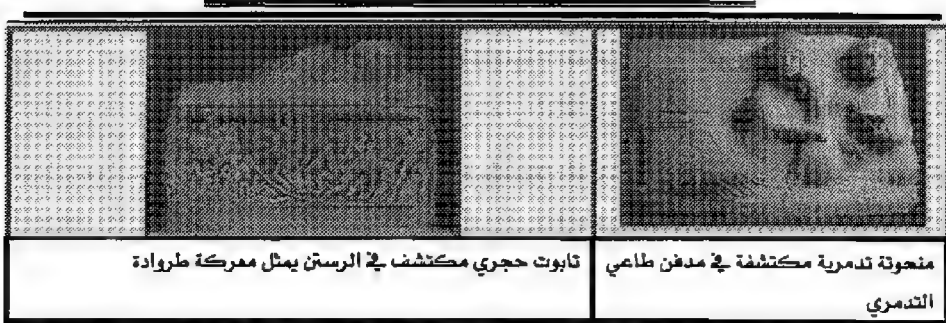 منحوتة تدمرية مكتشفة في مدفن طاعي
التدمري
تابوت حجري مكتشف في الرستن يمثل معركة طروادة